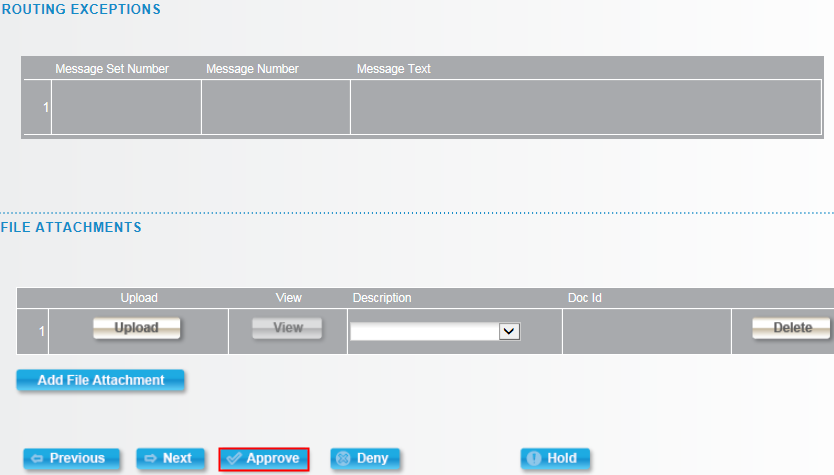 ROUTING EXCEPTIONS
Message Set Number Message Number Message Text
1
FILE ATTACHMENTS
Upload View Description Doc Id
1 Upload View Delete
Add File Attachment
Previous Next Approve Deny Hold